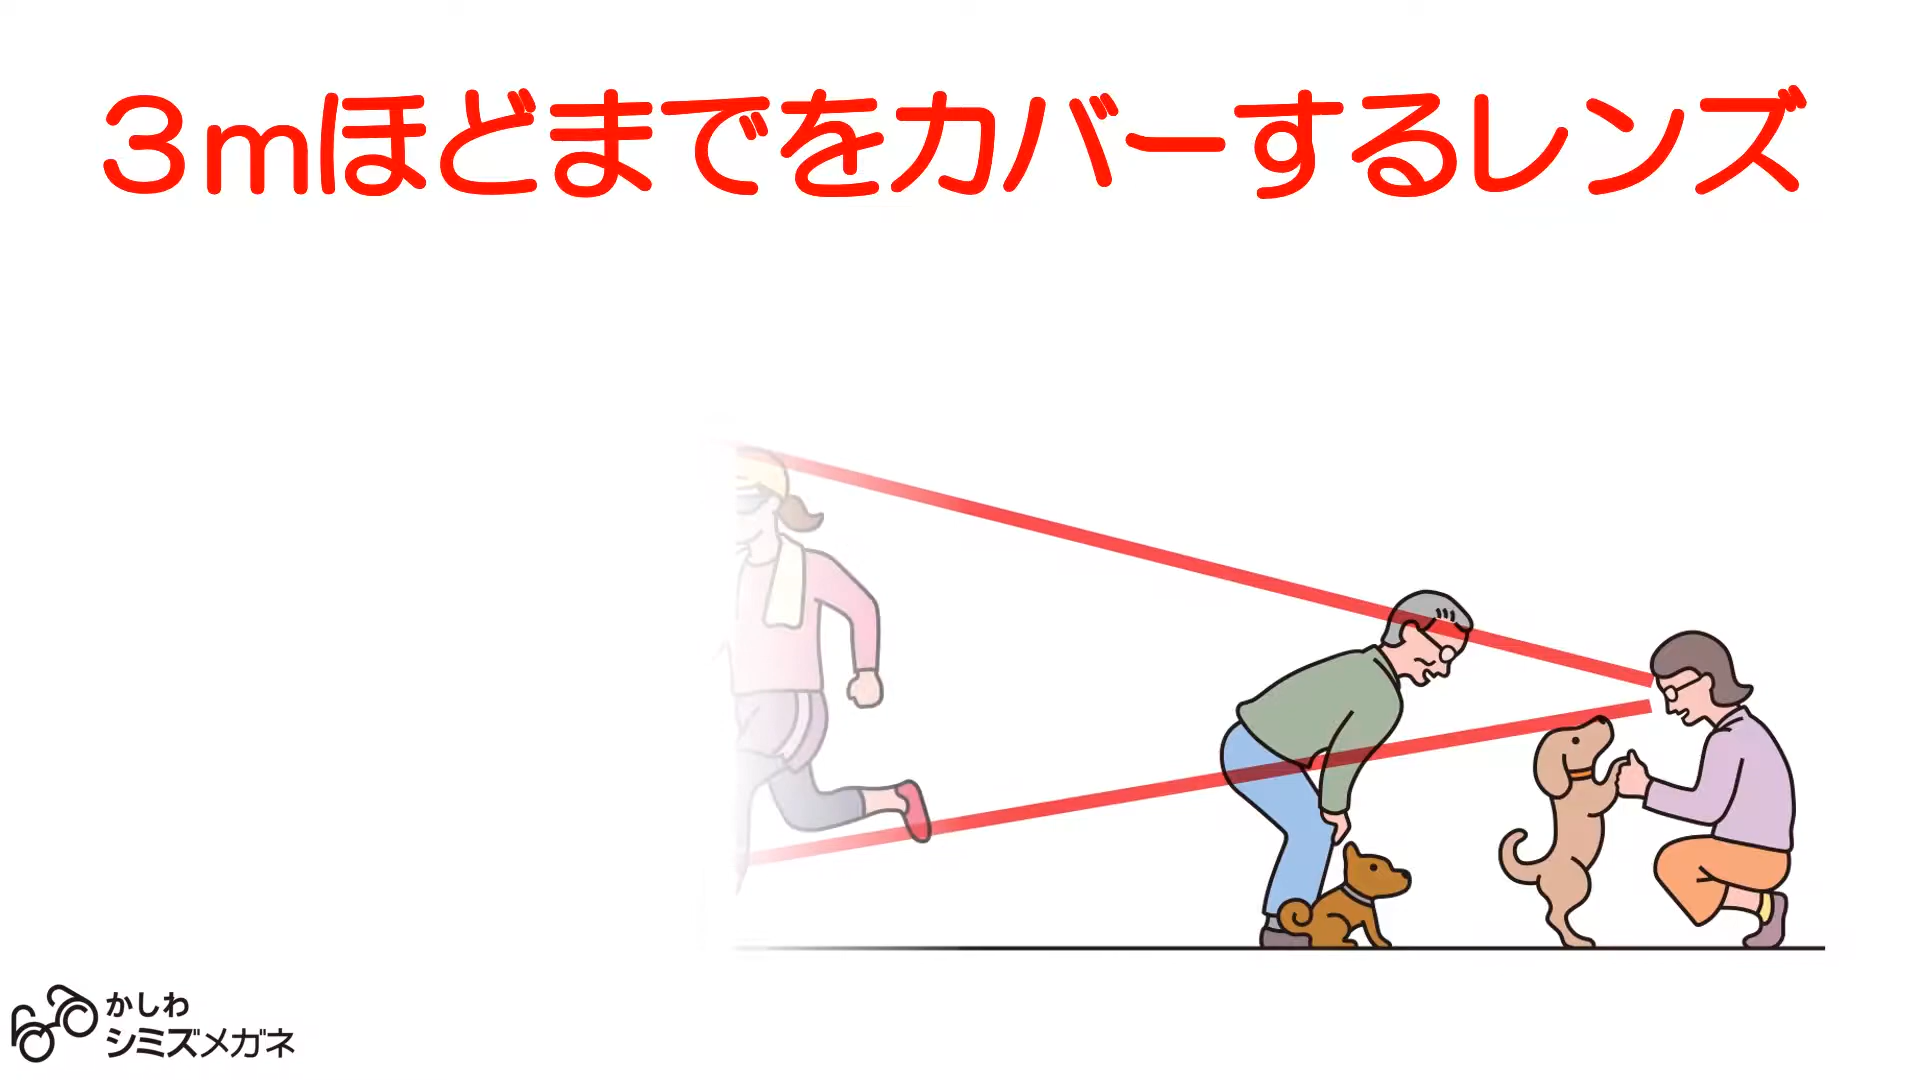 ３ｍほどまでをカバーするレンズ
かしわ
シミズメガネ